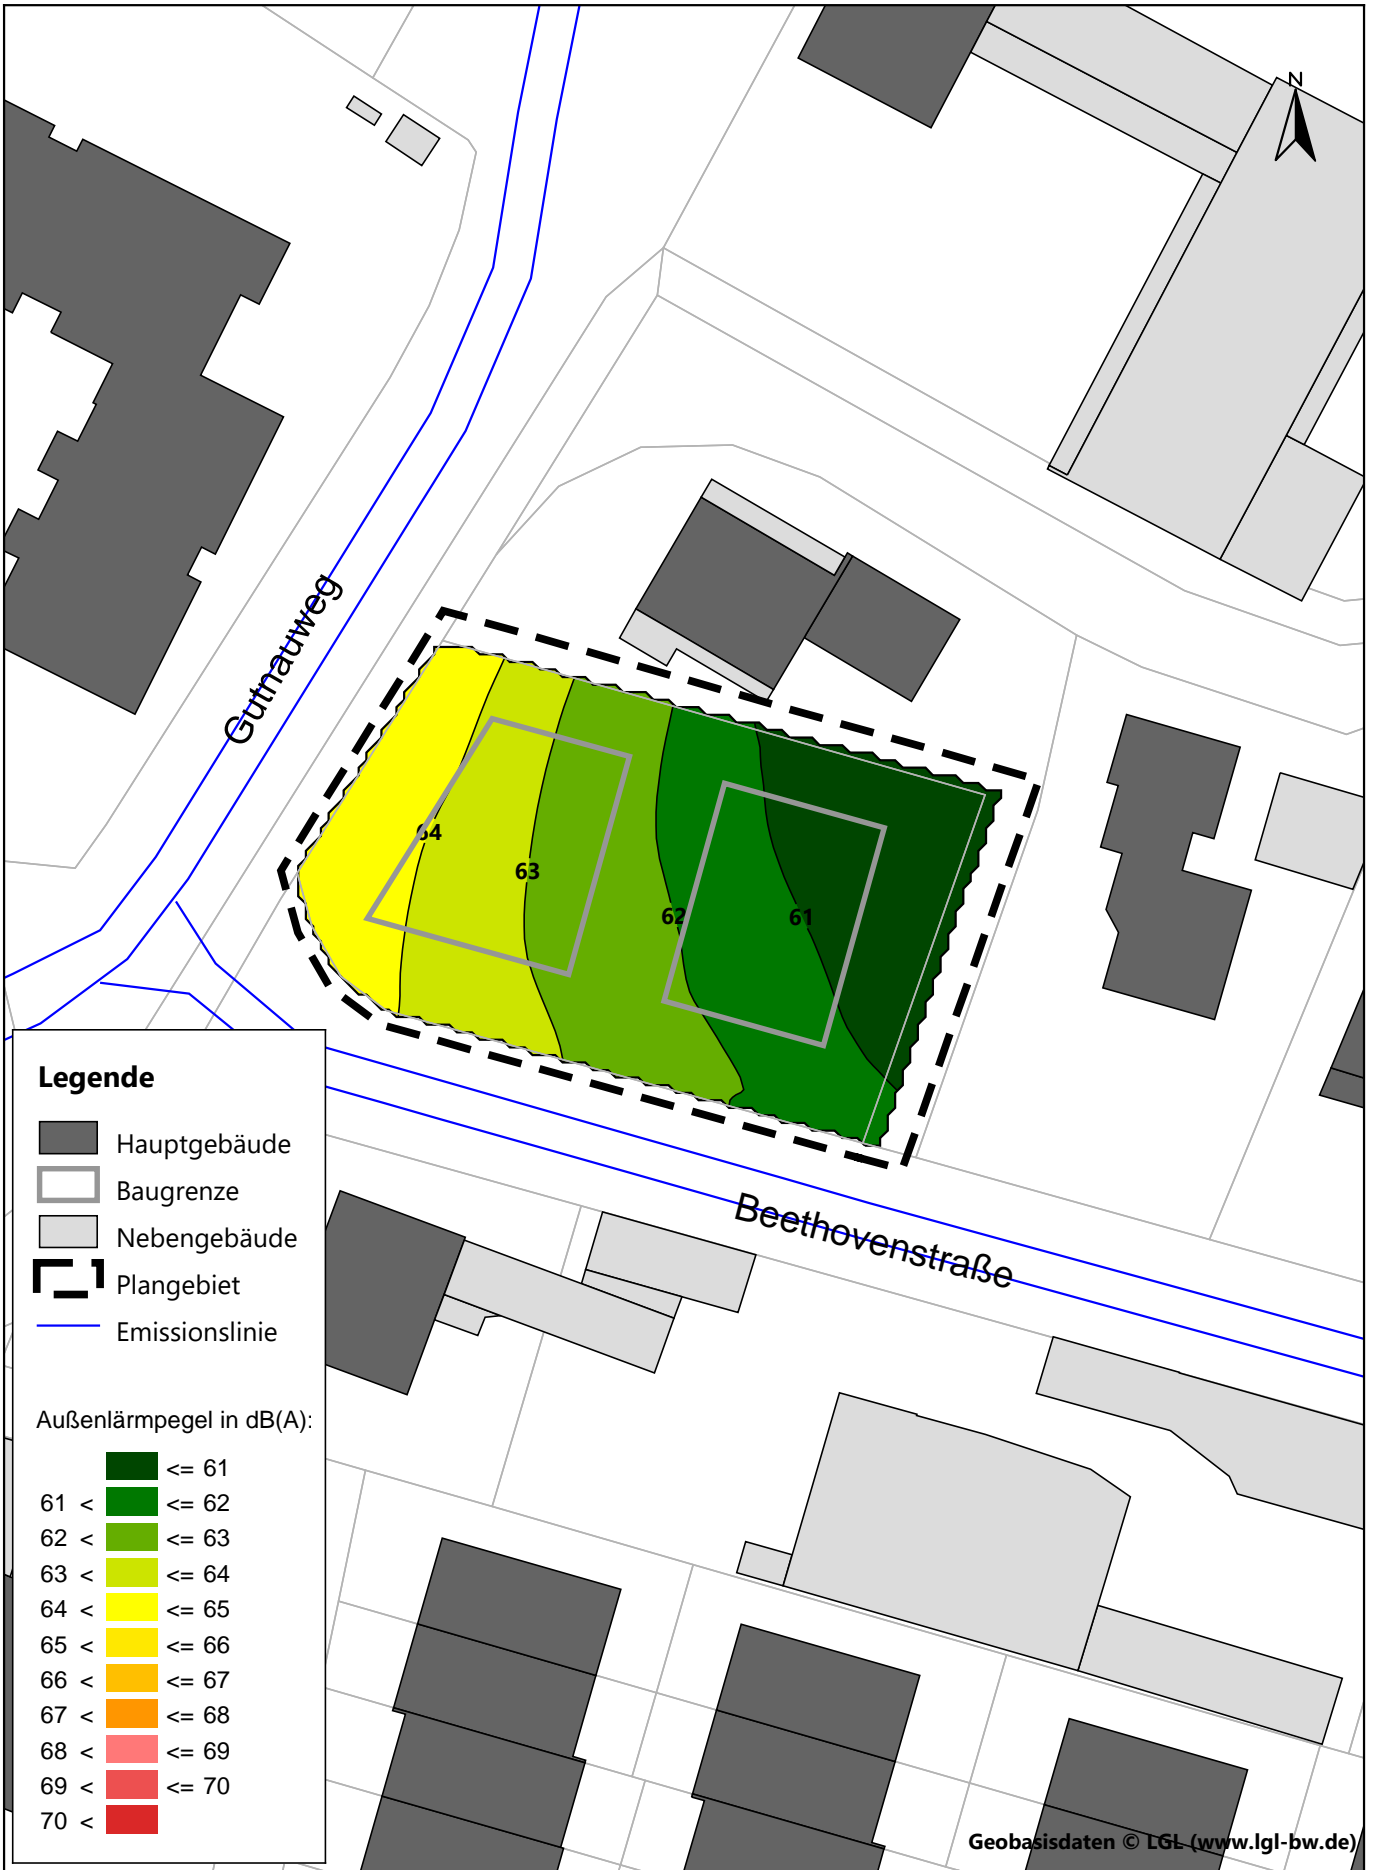 N
Gutnauweg
64
63
62
61
Beethovenstraße
Legende
Hauptgebäude
Baugrenze
Nebengebäude
Plangebiet
Emissionslinie
Außenlärmpegel in dB(A):
<= 61
61 < <= 62
62 < <= 63
63 < <= 64
64 < <= 65
65 < <= 66
66 < <= 67
67 < <= 68
68 < <= 69
69 < <= 70
70 <
Geobasisdaten © LGL (www.lgl-bw.de)